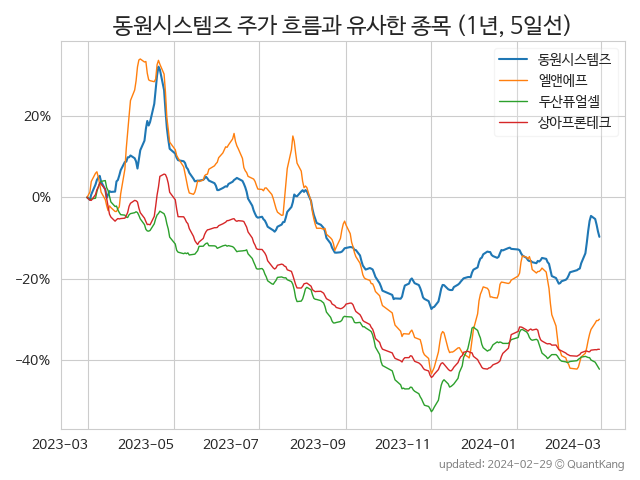 동원시스템즈 주가 흐름과 유사한 종목 (1년, 5일선)
동원시스템즈
엘앤에프
두산퓨얼셀
상아프론테크
20%
0%
−20%
−40%
2023-03
2023-05
2023-07
2023-09
2023-11
2024-01
2024-03
updated: 2024-02-29 © QuantKang